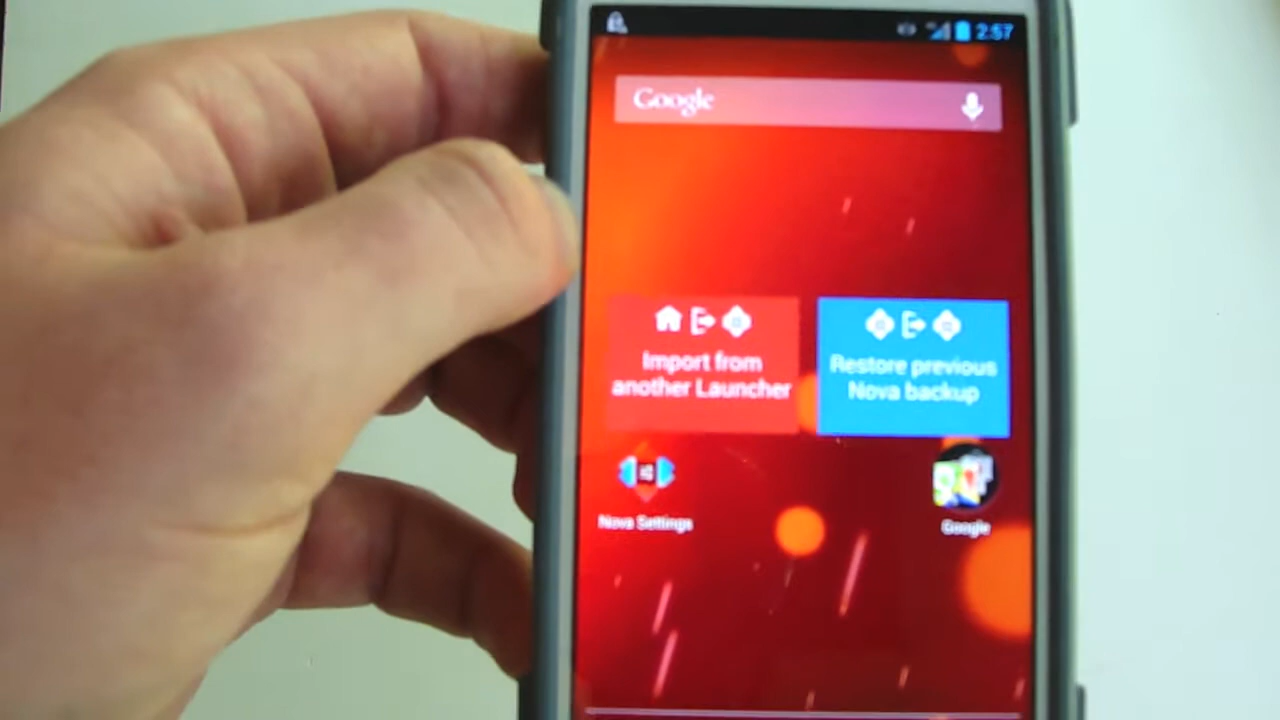 2:57
Google
Import from
another Launcher
Restore previous
Nova backup
Nova Settings
Google